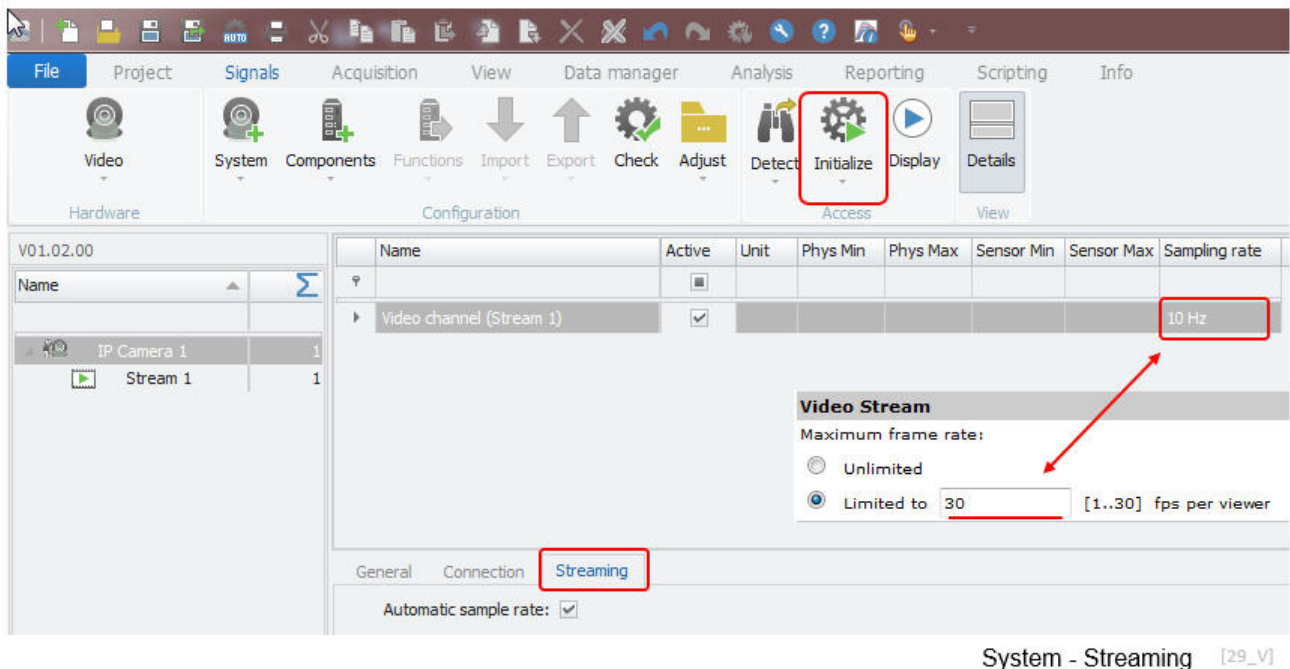 AUTO
File Project Signals Acquisition View Data manager Analysis Reporting Scripting Info
Video System Components Functions Import Export Check Adjust Detect Initialize Display Details
Hardware Configuration Access View
V01.02.00
Name Active Unit Phys Min Phys Max Sensor Min Sensor Max Sampling rate
Name Σ
Video channel (Stream 1) 10 Hz
IP Camera 1 1
Stream 1 1
Video Stream
Maximum frame rate:
Unlimited
Limited to 30 [1..30] fps per viewer
General Connection Streaming
Automatic sample rate:
System - Streaming [29_V]